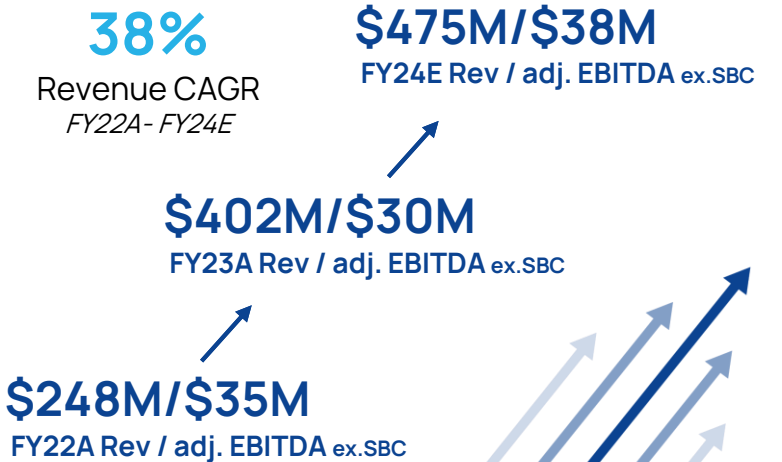 38%
Revenue CAGR
FY22A- FY24E
$475M/$38M
FY24E Rev / adj. EBITDA ex.SBC
$402M/$30M
FY23A Rev / adj. EBITDA ex.SBC
$248M/$35M
FY22A Rev / adj. EBITDA ex.SBC